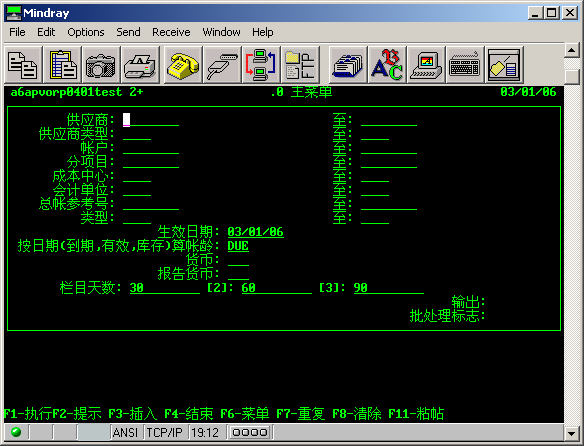 Mindray
File Edit Options Send Receive Window Help
a6apvorp0401test 2+ .0 主菜单 03/01/06
供应商: 至:
供应商类型: 至:
帐户: 至:
分项目: 至:
成本中心: 至:
会计单位: 至:
总帐参考号: 至:
类型: 至:
生效日期: 03/01/06
按日期(到期,有效,库存)算帐龄: DUE
货币:
报告货币:
栏目天数: 30 [2]: 60 [3]: 90
输出:
批处理标志:
F1-执行F2-提示 F3-插入 F4-结束 F6-菜单 F7-重复 F8-清除 F11-粘帖
ANSI TCP/IP 19:12